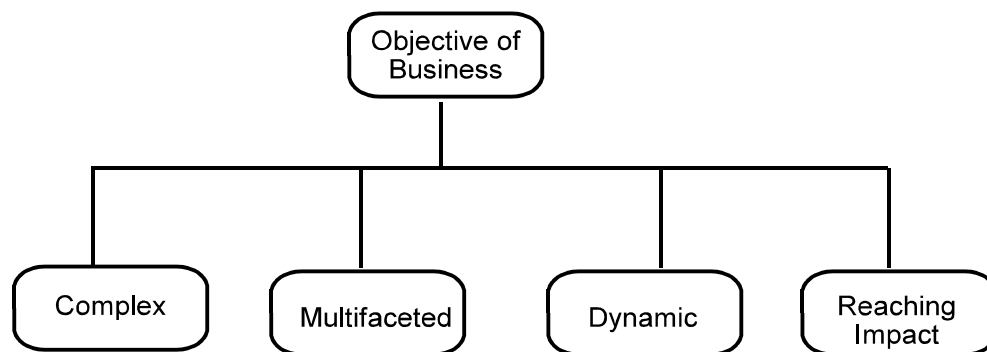 Objective of
Business
Complex
Multifaceted
Dynamic
Reaching
Impact